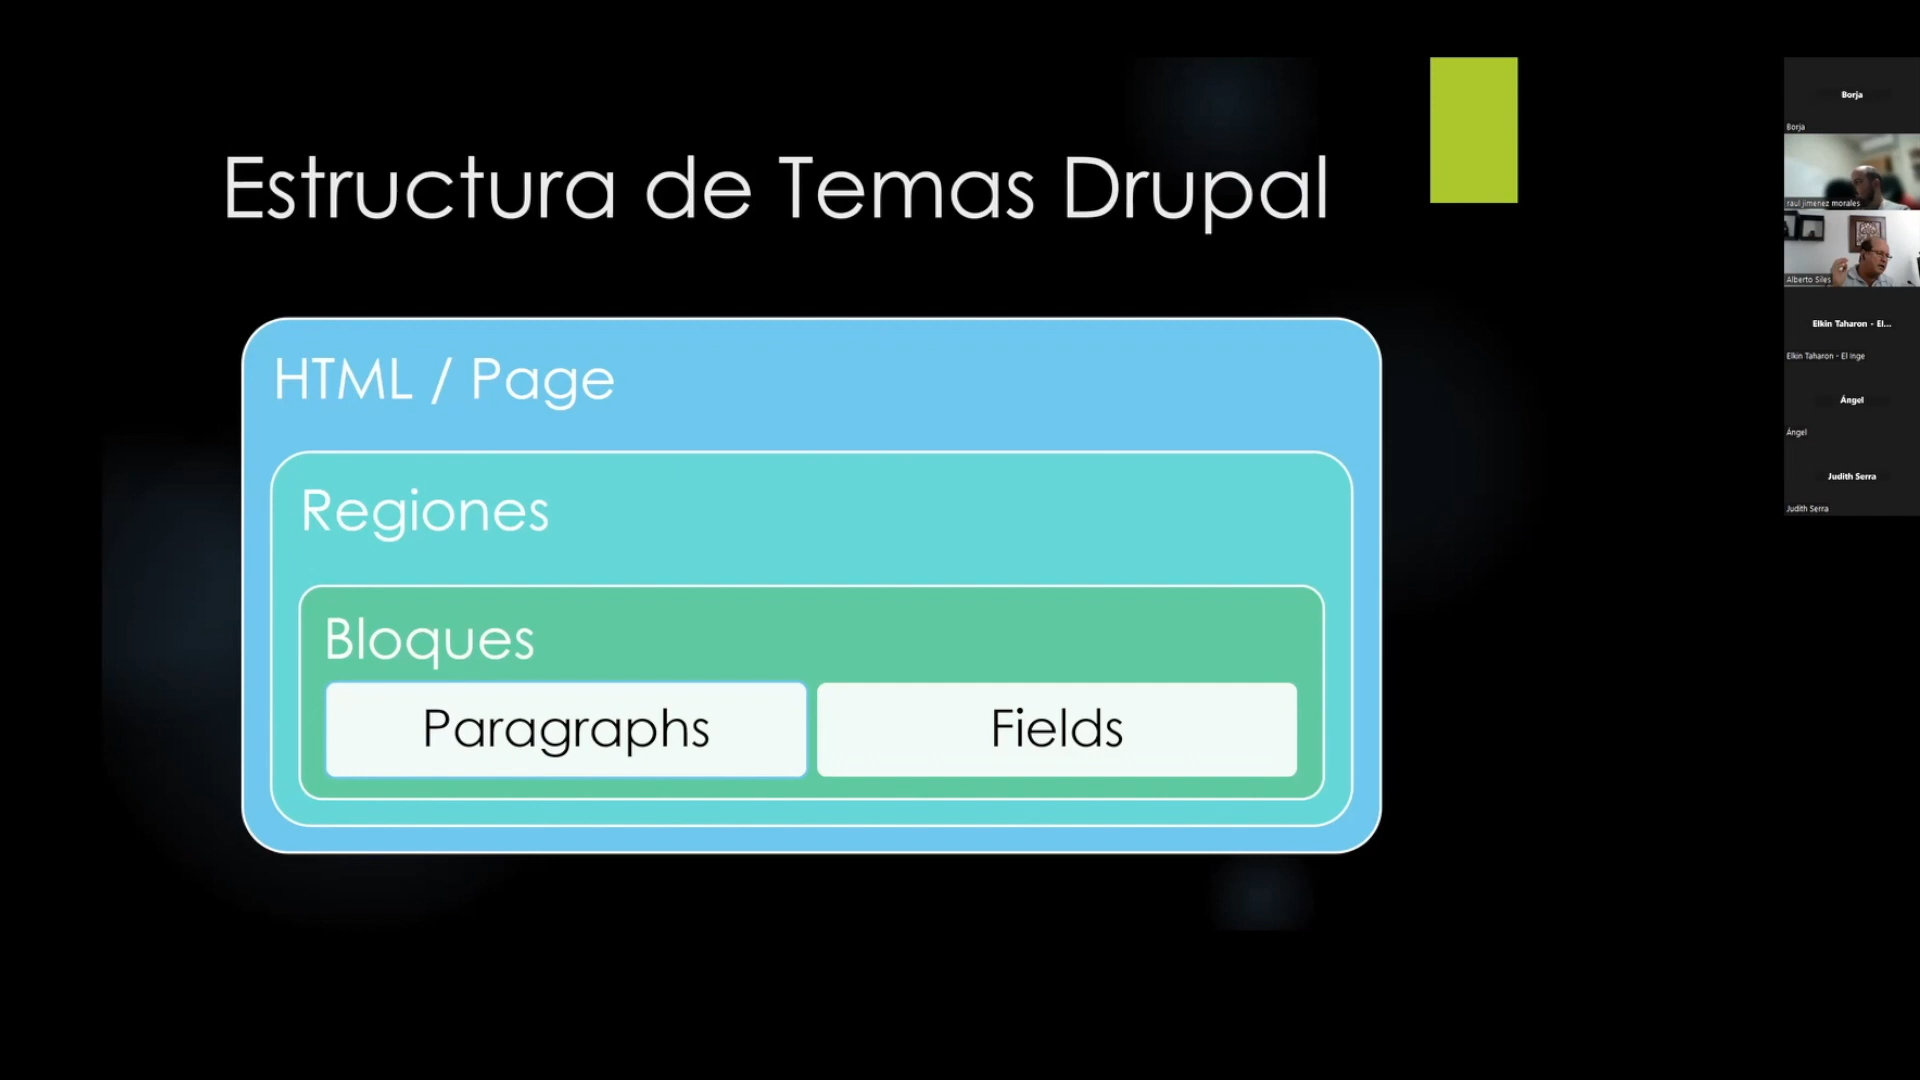 Estructura de Temas Drupal
HTML / Page
Regiones
Bloques
Paragraphs
Fields
Borja
Borja
raul jimenez morales
Alberto Siles
Elkin Taharon - El...
Elkin Taharon - El inge
Ángel
Ángel
Judith Serra
Judith Serra